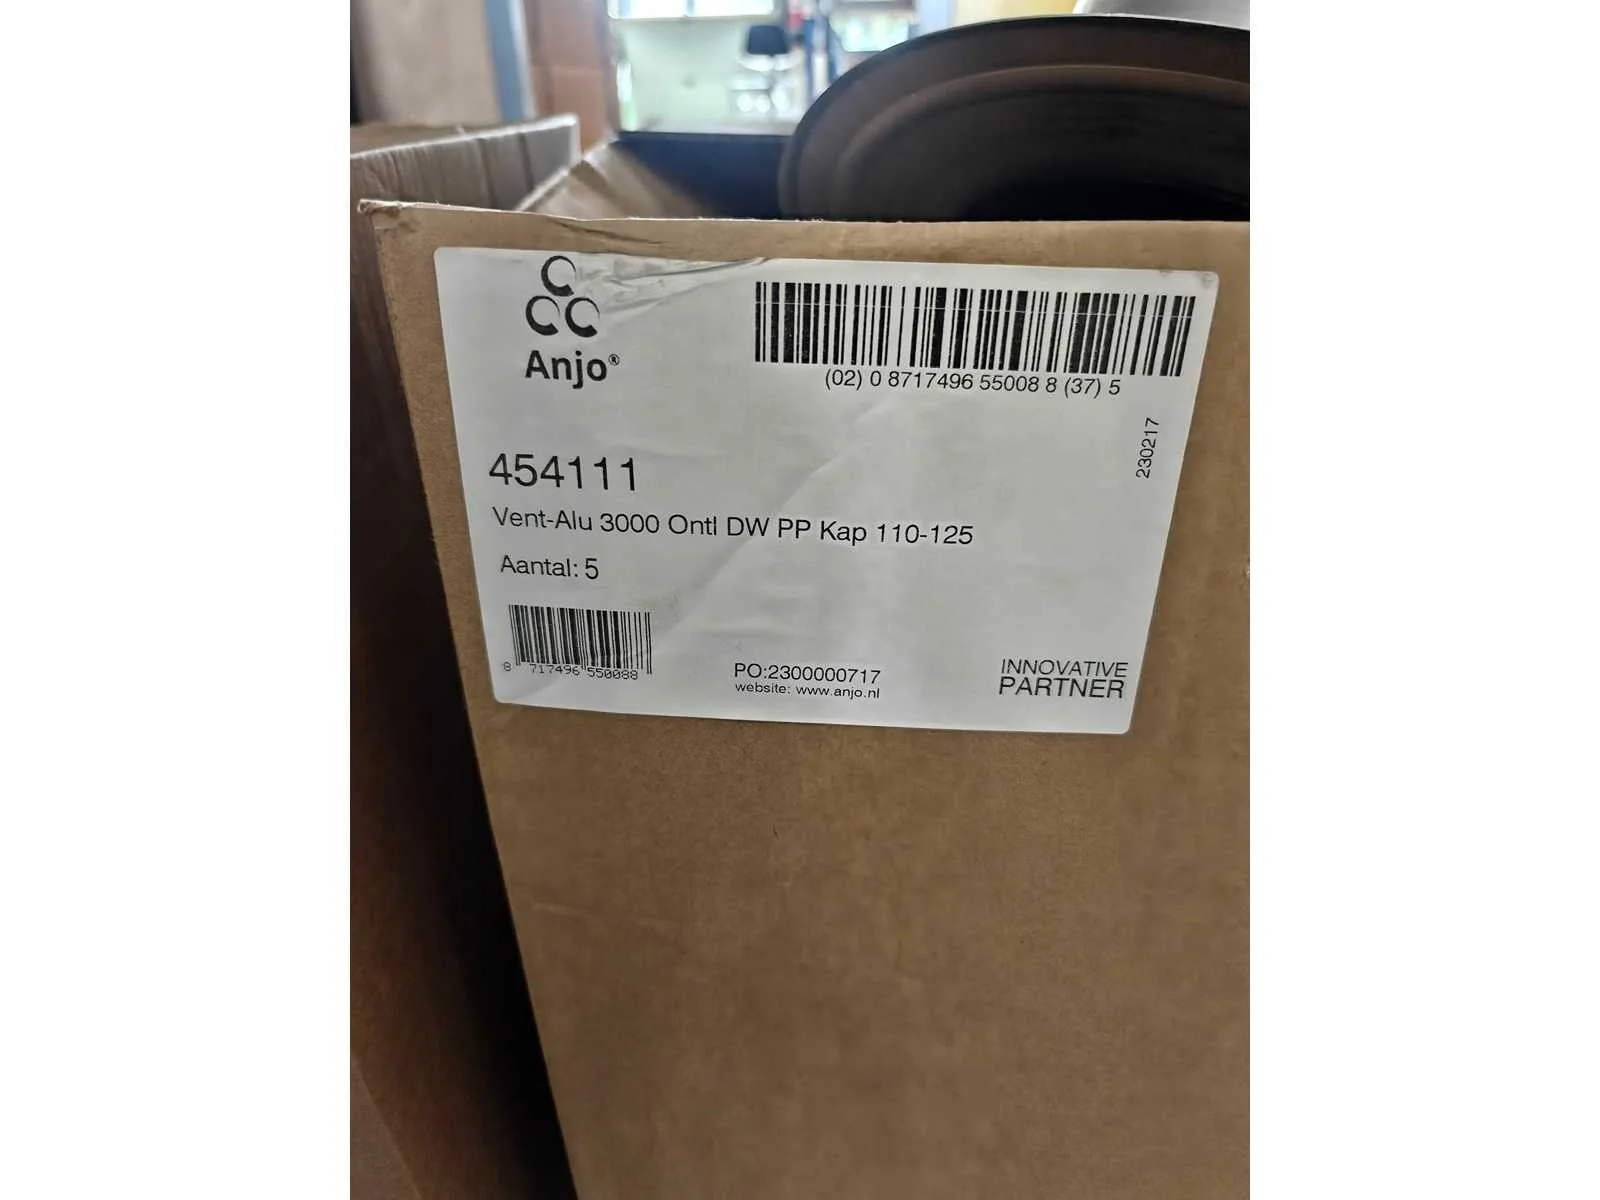 Anjo®
(02) 0 8717496 55008 8 (37) 5
230217
454111
Vent-Alu 3000 Ontl DW PP Kap 110-125
Aantal: 5
8 717496 550088
PO:2300000717
website: www.anjo.nl
INNOVATIVE
PARTNER